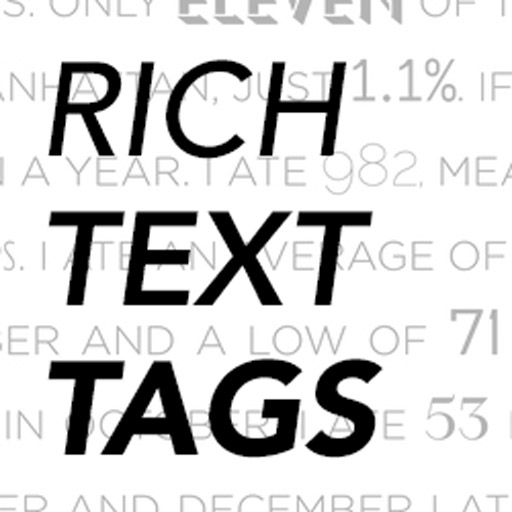 S. ONLY ELEVEN OF T
RICH
ANHATTAN, JUST 1.1%. IF
N A YEAR. I ATE 982, MEA
TEXT
PS. I ATE AN AVERAGE OF
BER AND A LOW OF 71
TAGS
IN OCTOBER I ATE 53
ER AND DECEMBER I AT